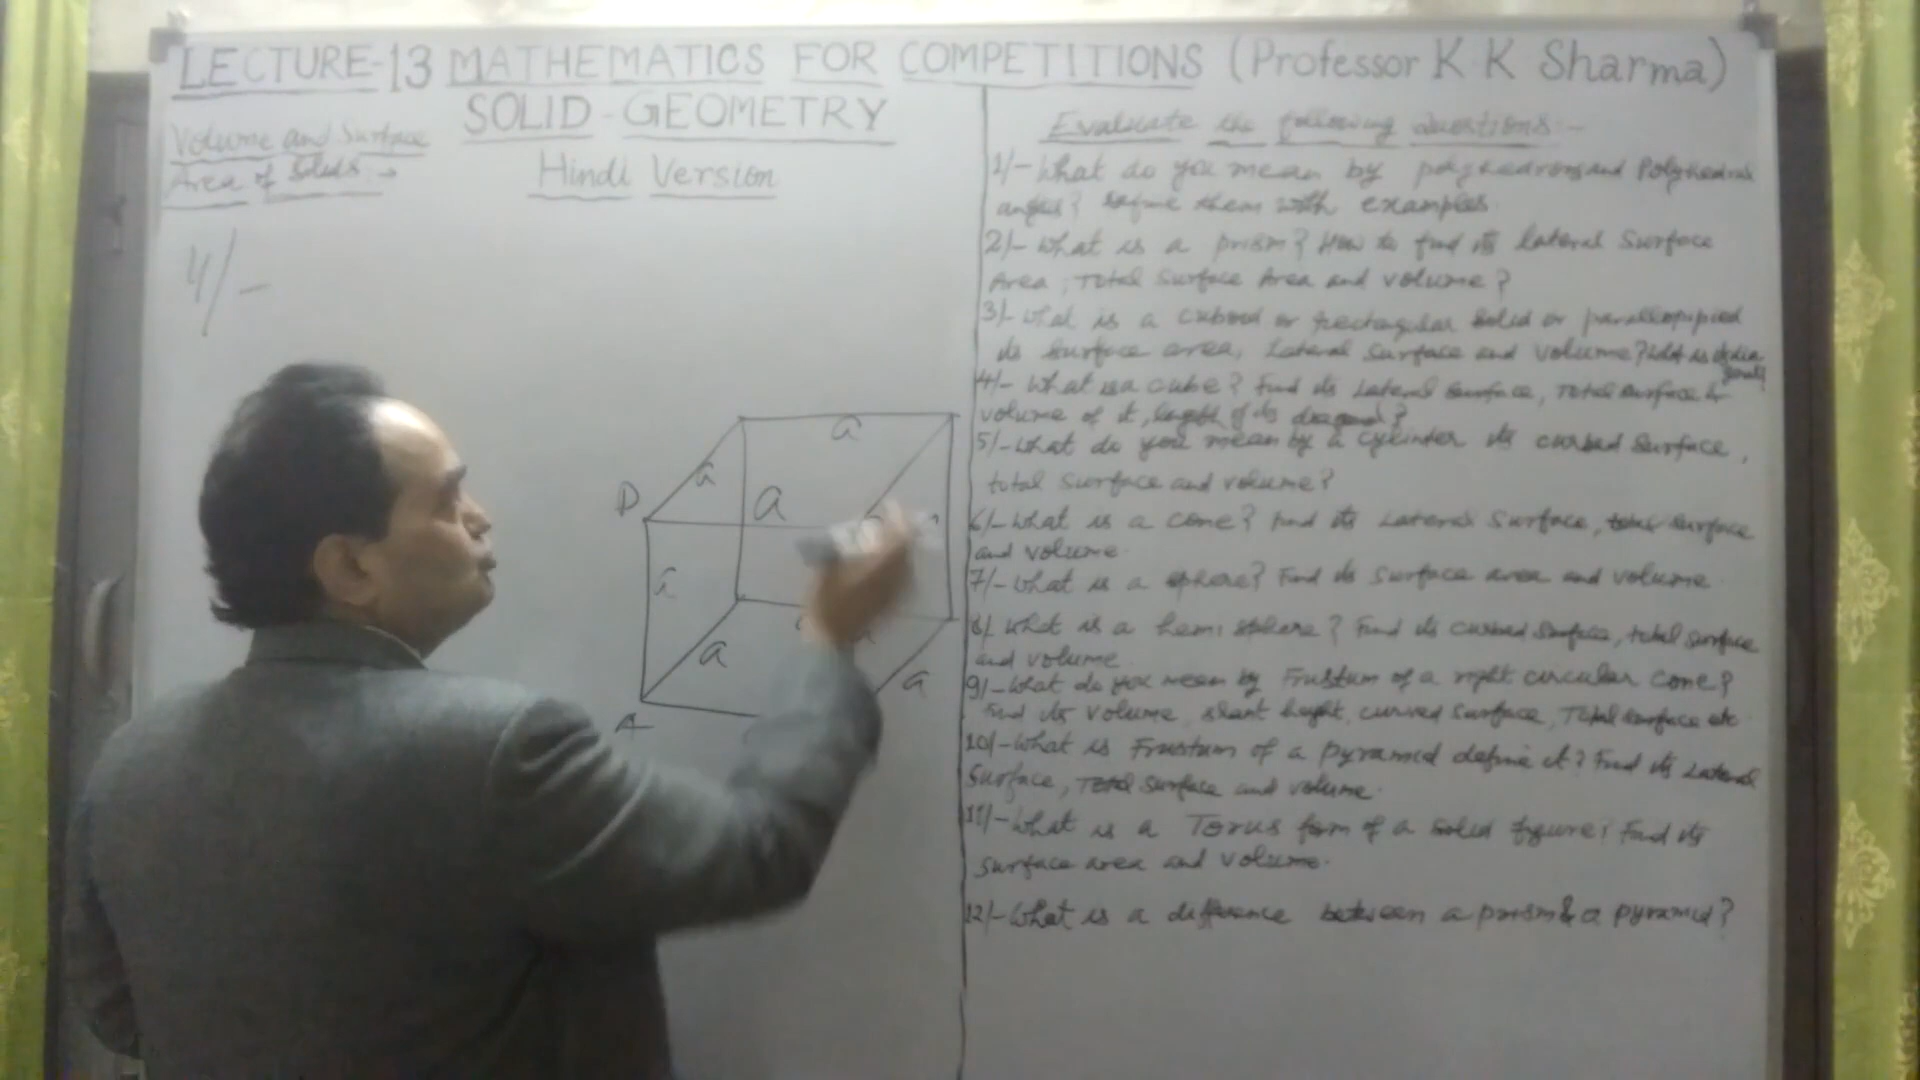 LECTURE-13 MATHEMATICS FOR COMPETITIONS (Professor K K Sharma)
SOLID-GEOMETRY
Hindi Version
Volume and Surface
Area of Solids :→
4/-
a
a
D
a
a
a
a
A
Evaluate the following Questions:-
1/- What do you mean by polyhedrons and Polyhedral
angles? define them with examples.
2/- What is a prism? How to find its lateral Surface
Area, Total Surface Area and volume?
3/- What is a cuboid or Rectangular Solid or parallopiped
its Surface area, Lateral Surface and Volume? What is its
4/- What is a cube? Find its Lateral Surface, Total surface &
volume of it, length of its diagonal?
5/- What do you mean by a cylinder its curved surface,
total surface and volume?
6/- What is a cone? Find its Lateral Surface, total surface
and volume.
7/- What is a sphere? Find its surface area and volume.
8/ What is a hemi sphere? Find its curved surface, total surface
and volume.
9/- What do you mean by Frustum of a right circular cone?
Find its volume, slant height, curved surface, Total surface etc
10/- What is Frustum of a pyramid define it? Find its Lateral
Surface, Total surface and volume.
11/- What is a Torus form of a solid figure? Find its
surface area and volume.
12/- What is a difference between a prism & a pyramid?